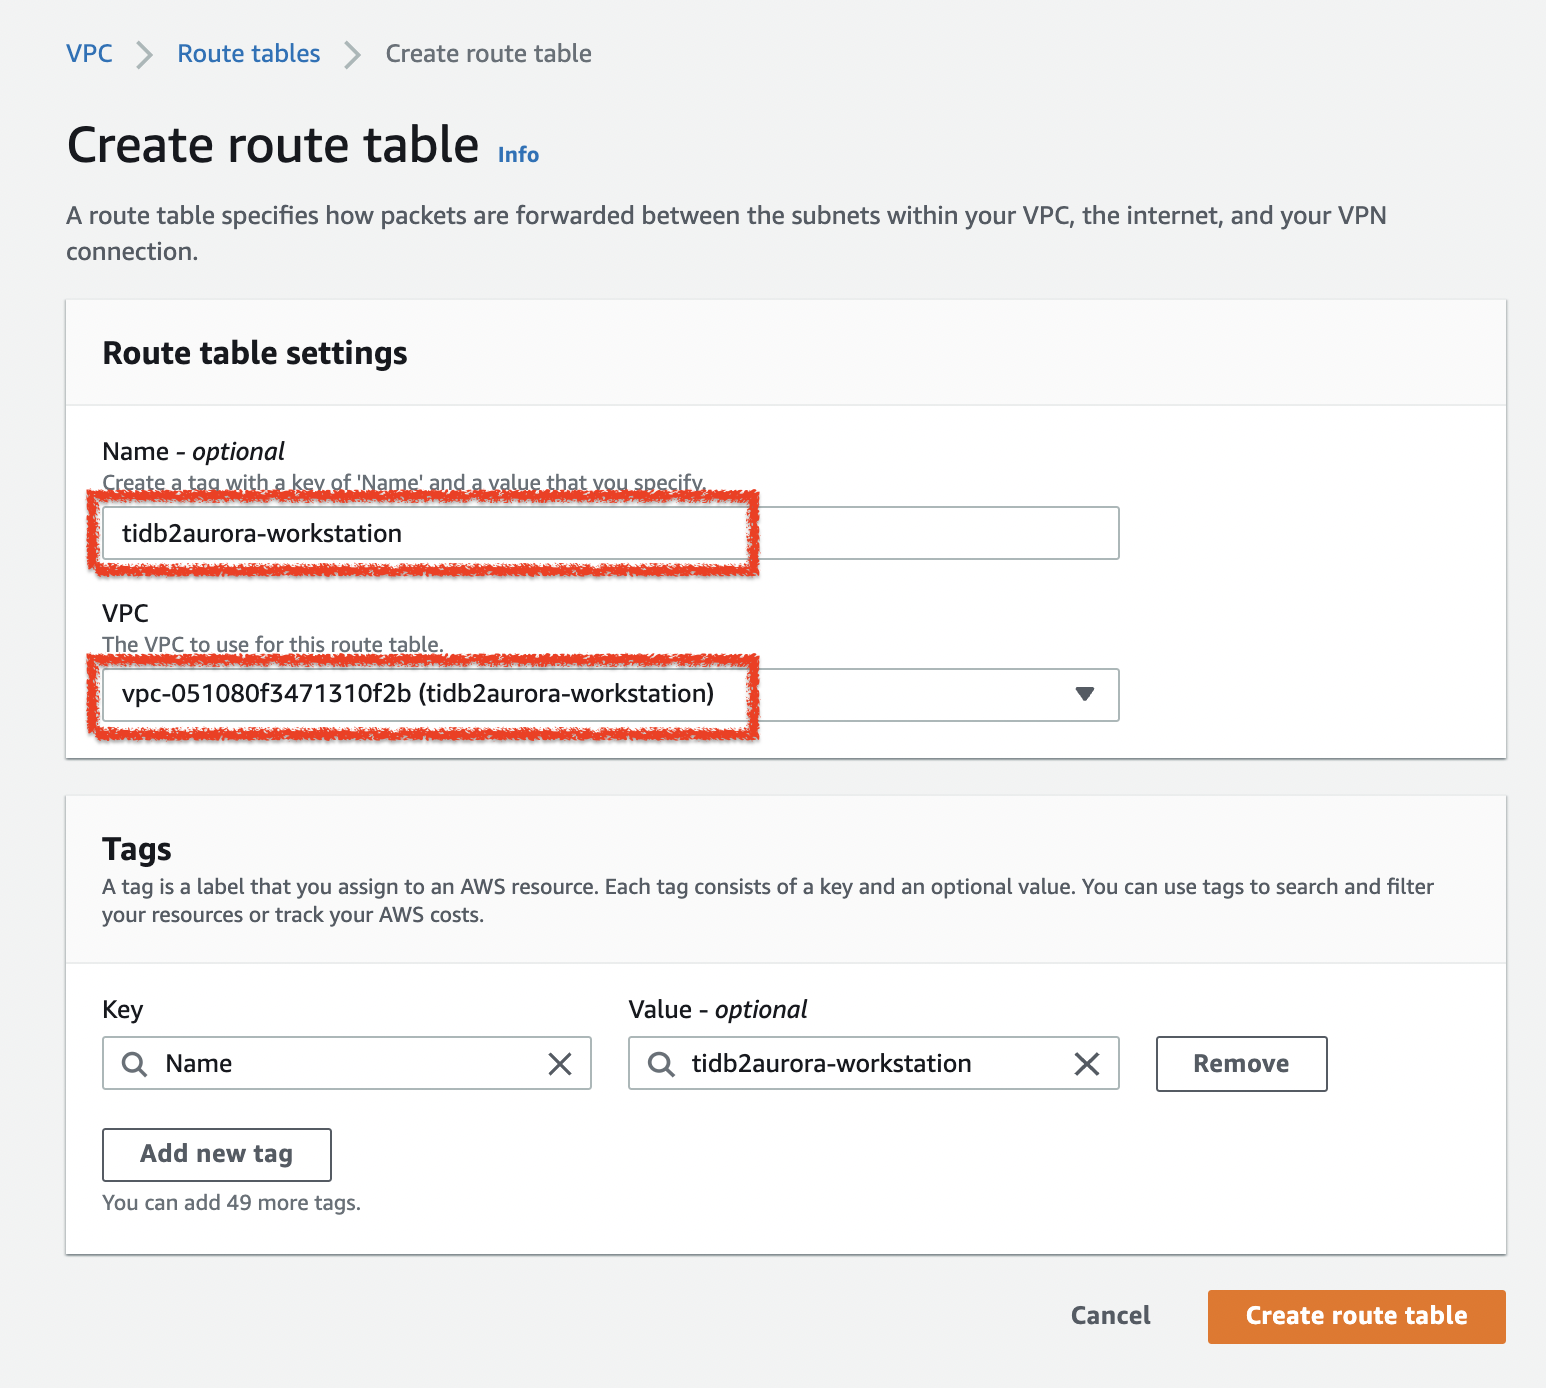 VPC > Route tables > Create route table
Create route table Info
A route table specifies how packets are forwarded between the subnets within your VPC, the internet, and your VPN
connection.
Route table settings
Name - optional
Create a tag with a key of 'Name' and a value that you specify.
tidb2aurora-workstation
VPC
The VPC to use for this route table.
vpc-051080f3471310f2b (tidb2aurora-workstation)
Tags
A tag is a label that you assign to an AWS resource. Each tag consists of a key and an optional value. You can use tags to search and filter
your resources or track your AWS costs.
Key Value - optional
Name tidb2aurora-workstation Remove
Add new tag
You can add 49 more tags.
Cancel Create route table